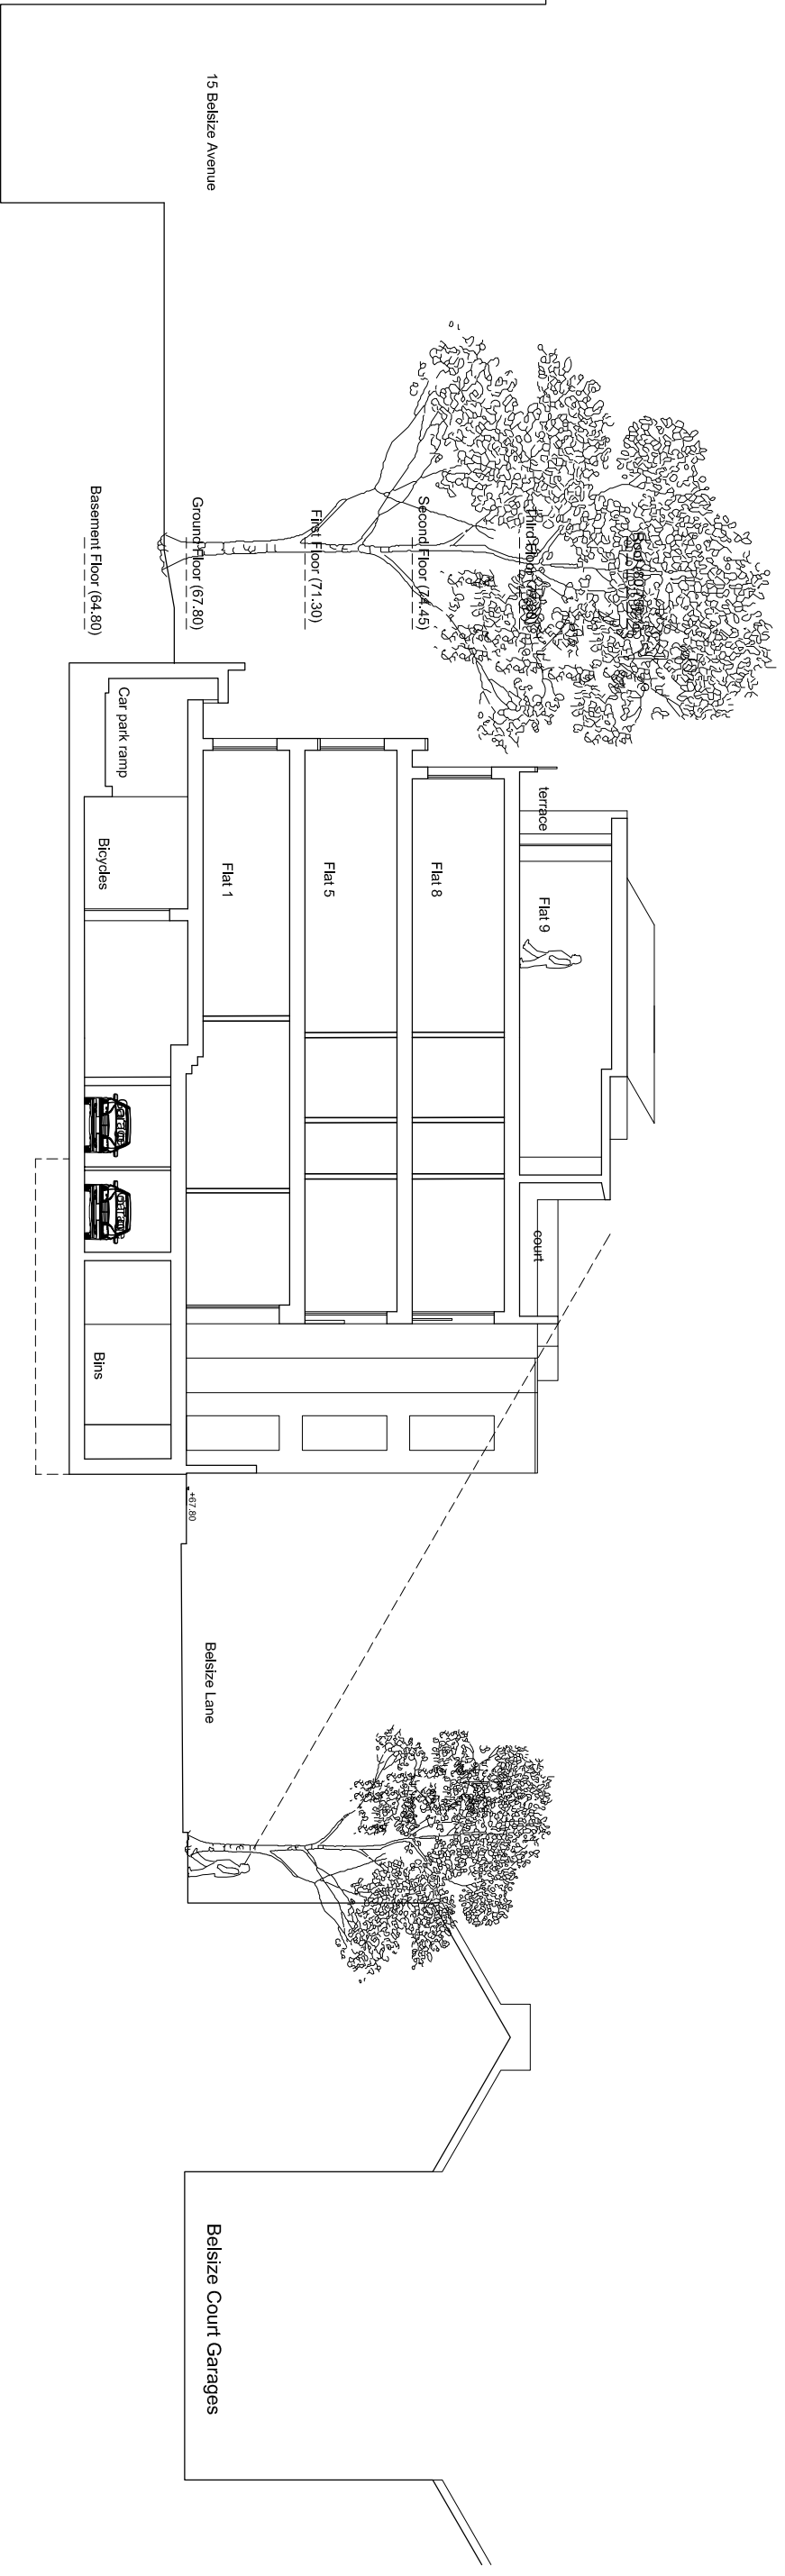 15 Belsize Avenue
Second Floor (74.45)
First Floor (71.30)
Ground Floor (67.80)
Basement Floor (64.80)
terrace
Flat 9
court
Flat 8
Flat 5
Flat 1
Car park ramp
Bicycles
Garage
Garage
Bins
+67.80
Belsize Lane
Belsize Court Garages